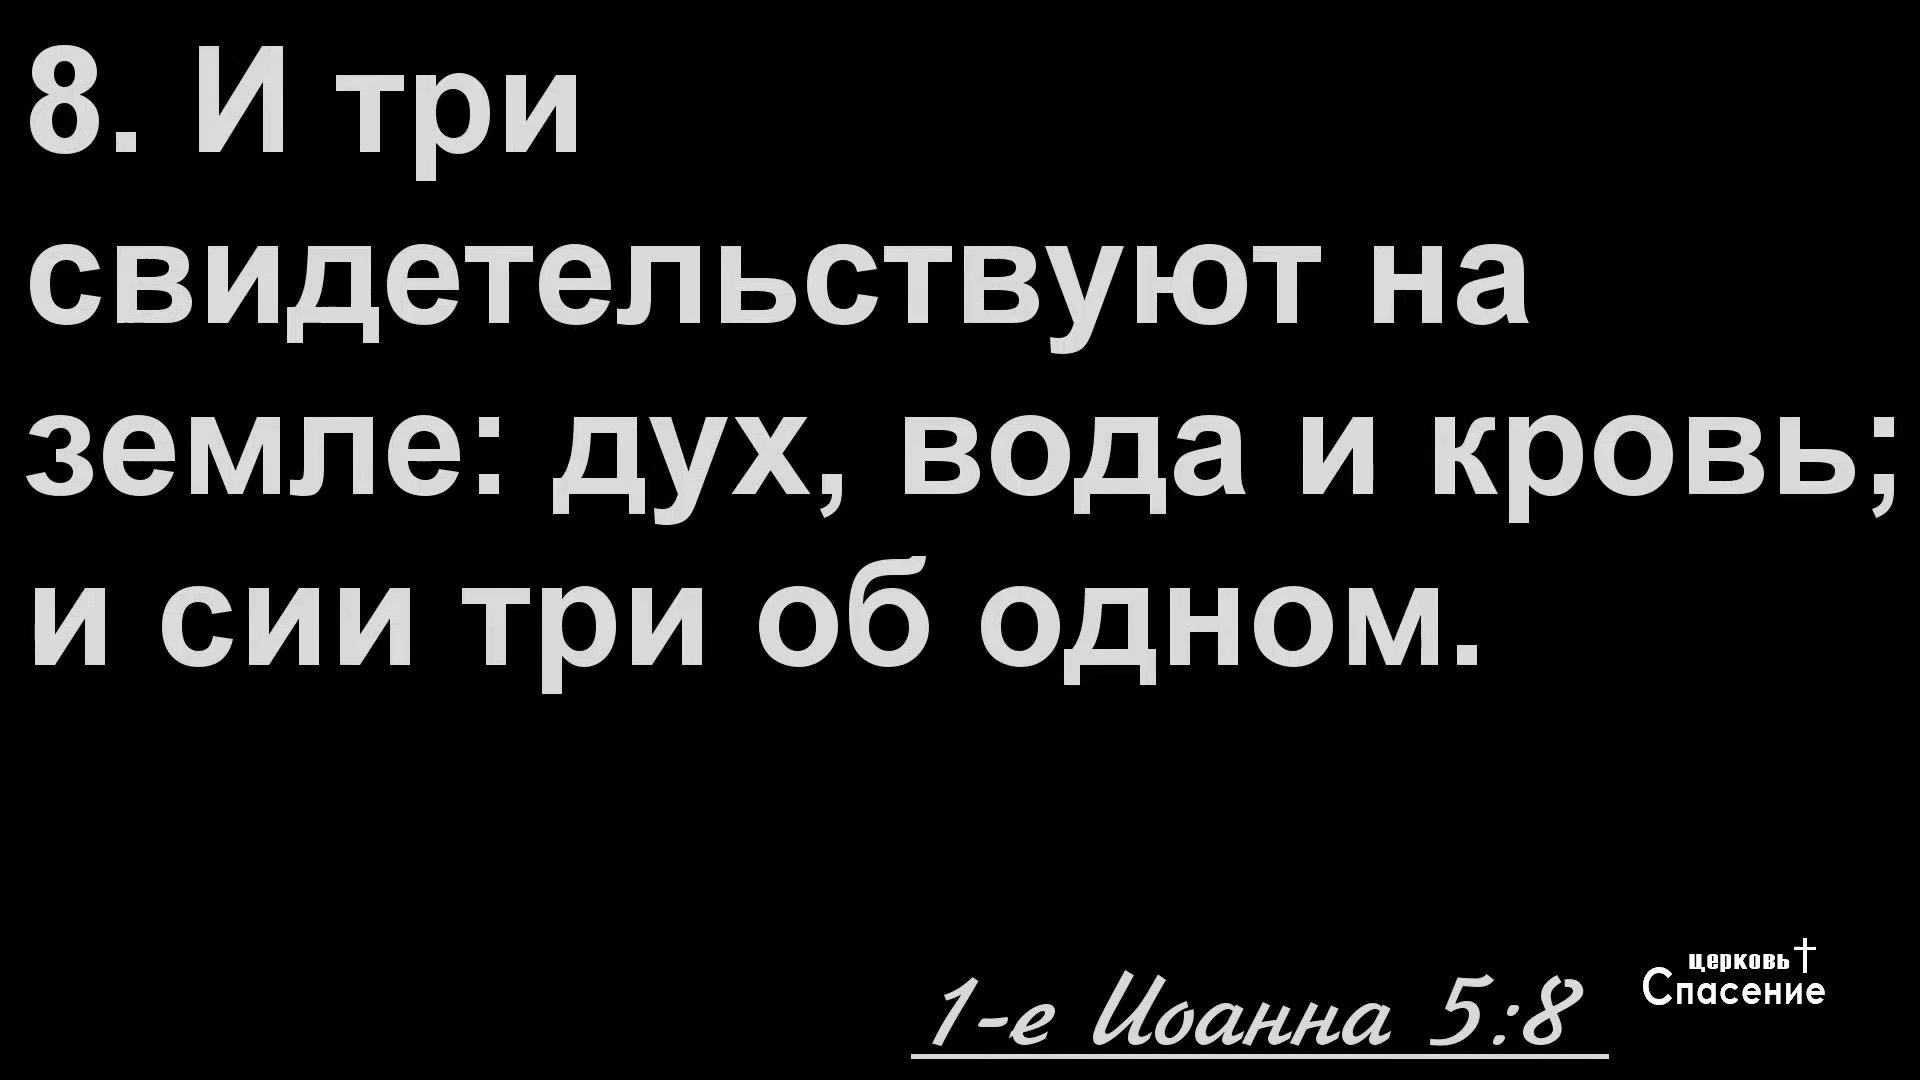 8. И три
свидетельствуют на
земле: дух, вода и кровь;
и сии три об одном.
1-е Иоанна 5:8
церковь
Спасение